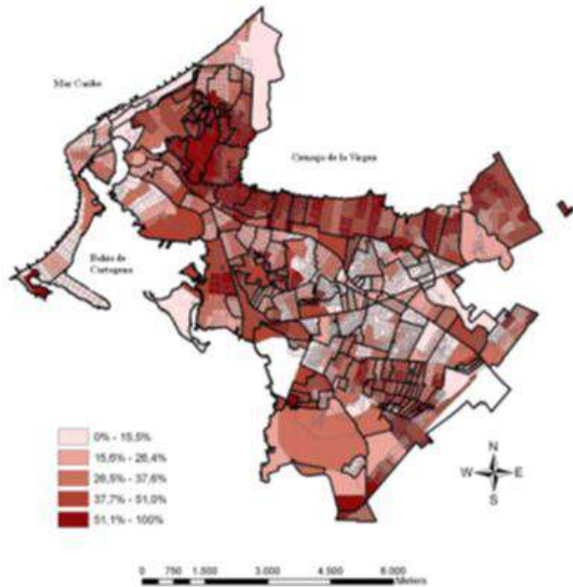 Mar Caribe
Ciénaga de la Virgen
Bahía de
Cartagena
0% - 15,5%
15,6% - 26,4%
26,5% - 37,6%
37,7% - 51,0%
51,1% - 100%
N
W E
S
0 750 1.500 3.000 4.500 6.000
Meters